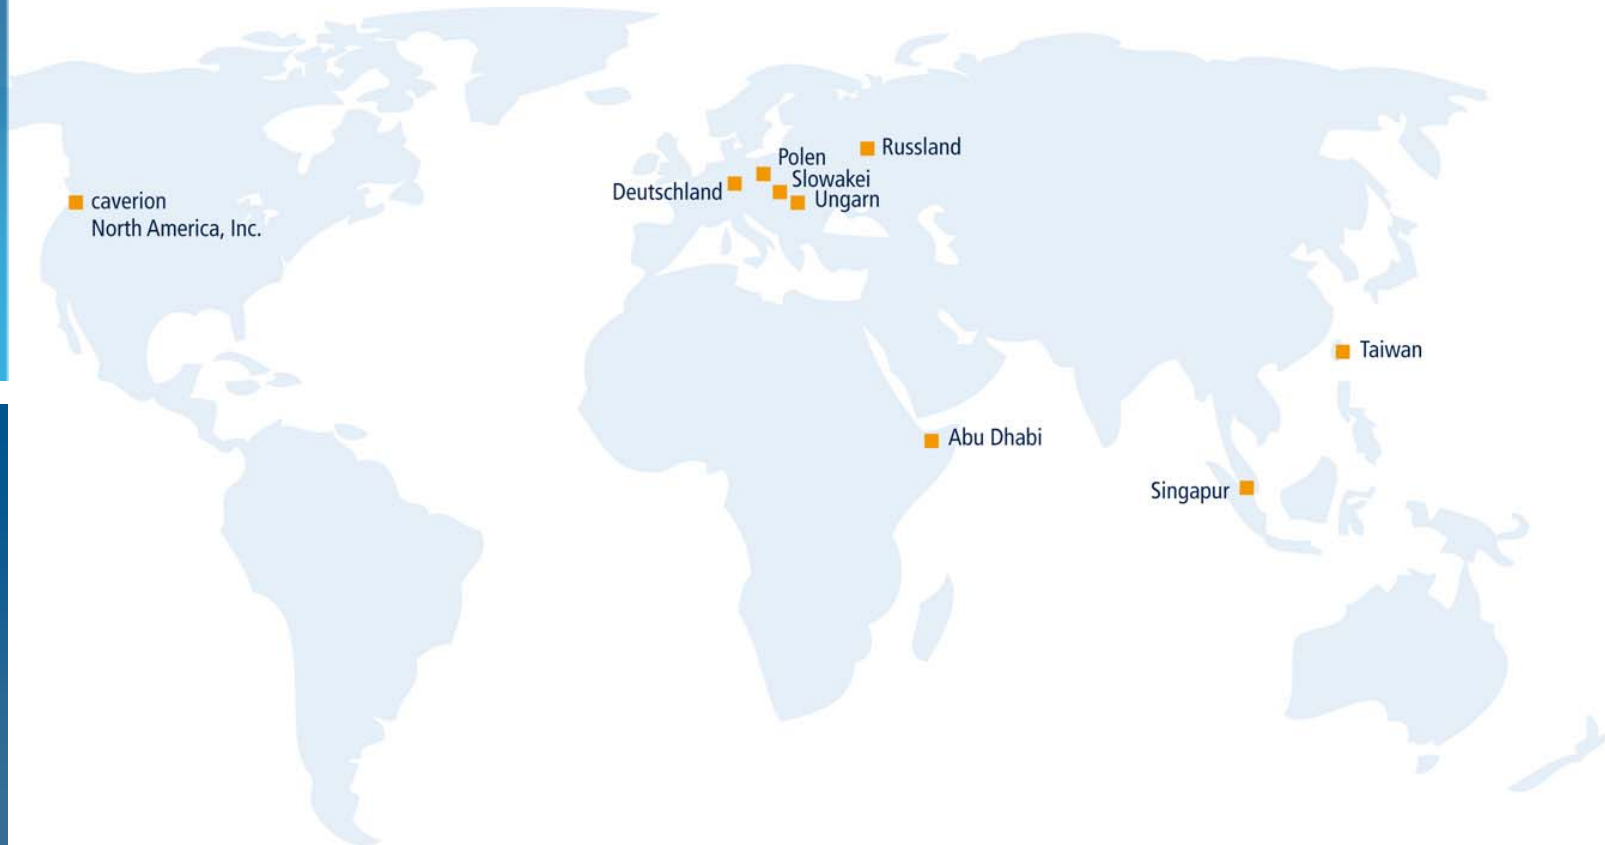 Russland
Polen
Slowakei
Deutschland
Ungarn
caverion
North America, Inc.
Taiwan
Abu Dhabi
Singapur